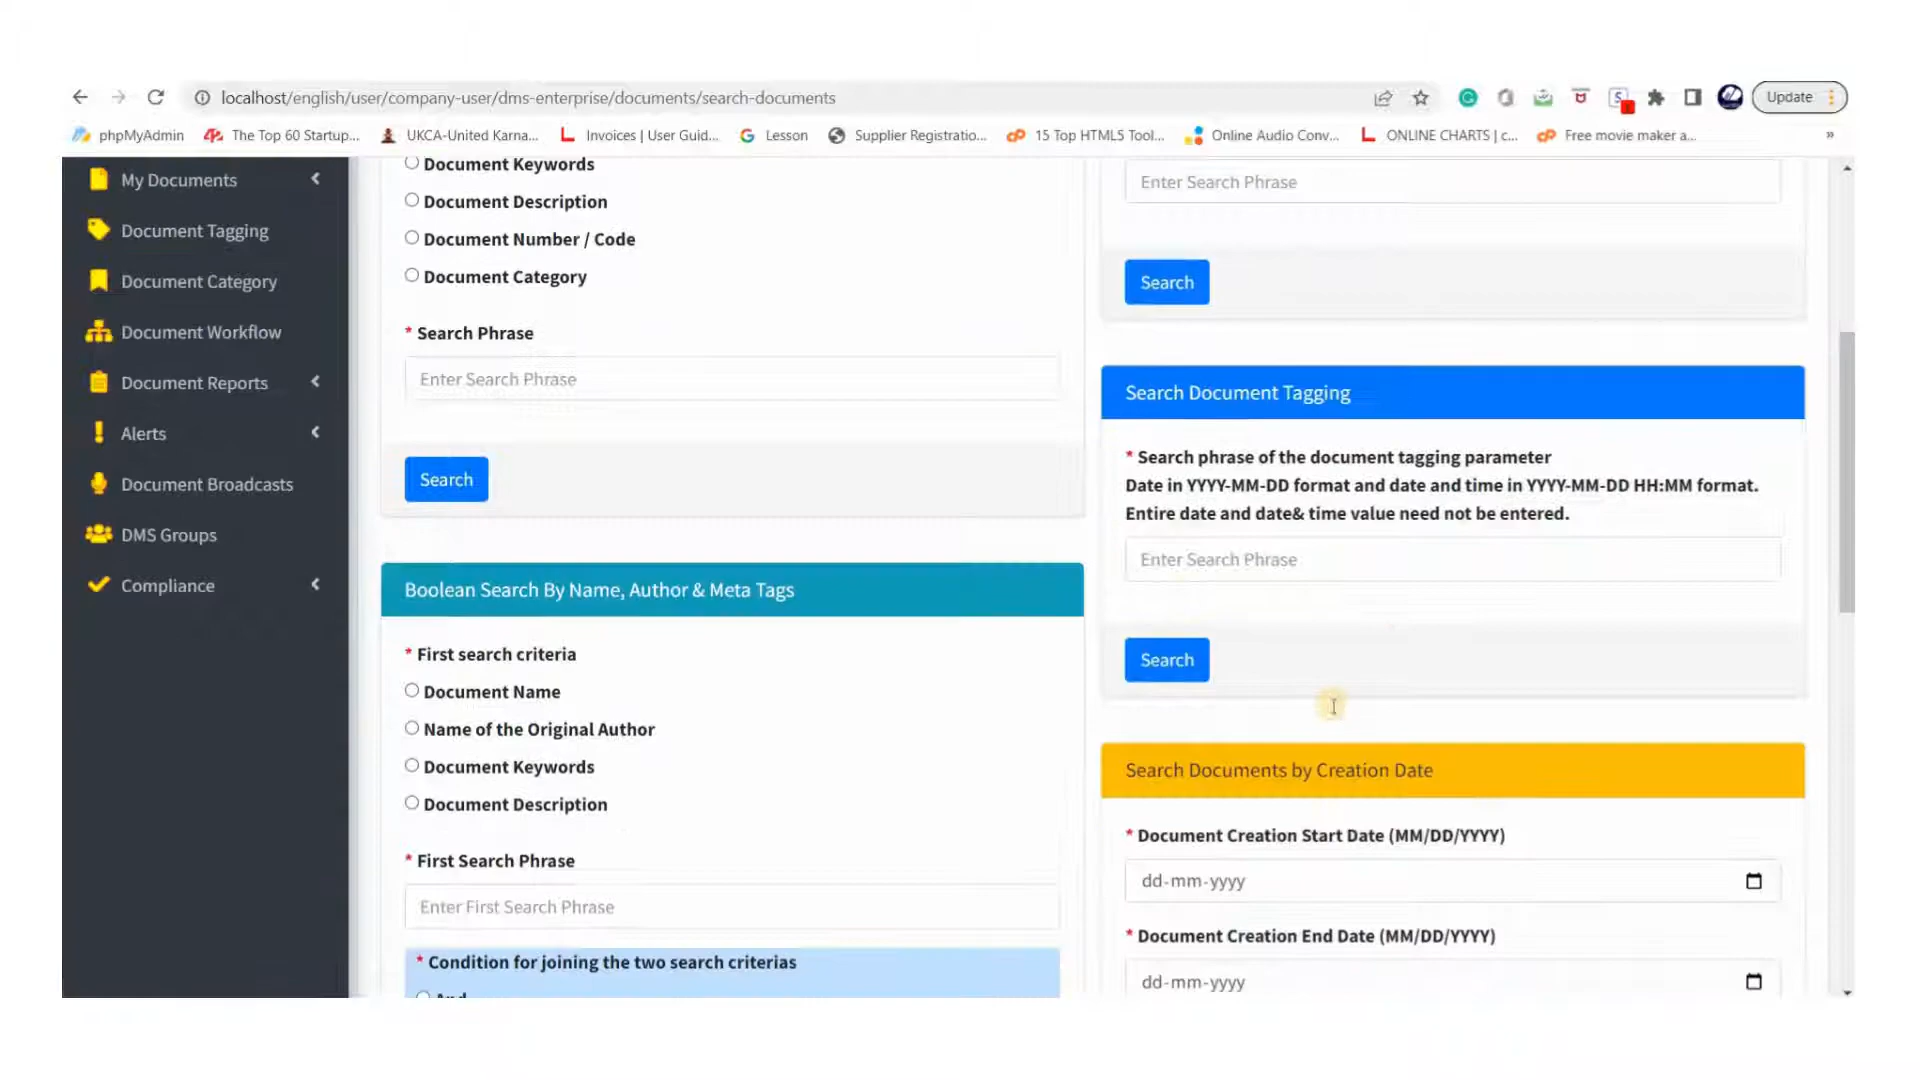 localhost/english/user/company-user/dms-enterprise/documents/search-documents
Update
phpMyAdmin
The Top 60 Startup...
UKCA-United Karna...
Invoices | User Guid...
Lesson
Supplier Registratio...
15 Top HTML5 Tool...
Online Audio Conv...
ONLINE CHARTS | c...
Free movie maker a...
»
My Documents
Document Tagging
Document Category
Document Workflow
Document Reports
Alerts
Document Broadcasts
DMS Groups
Compliance
Document Keywords
Document Description
Document Number / Code
Document Category
* Search Phrase
Enter Search Phrase
Search
Boolean Search By Name, Author & Meta Tags
* First search criteria
Document Name
Name of the Original Author
Document Keywords
Document Description
* First Search Phrase
Enter First Search Phrase
* Condition for joining the two search criterias
And
Enter Search Phrase
Search
Search Document Tagging
* Search phrase of the document tagging parameter
Date in YYYY-MM-DD format and date and time in YYYY-MM-DD HH:MM format.
Entire date and date& time value need not be entered.
Enter Search Phrase
Search
Search Documents by Creation Date
* Document Creation Start Date (MM/DD/YYYY)
dd-mm-yyyy
* Document Creation End Date (MM/DD/YYYY)
dd-mm-yyyy